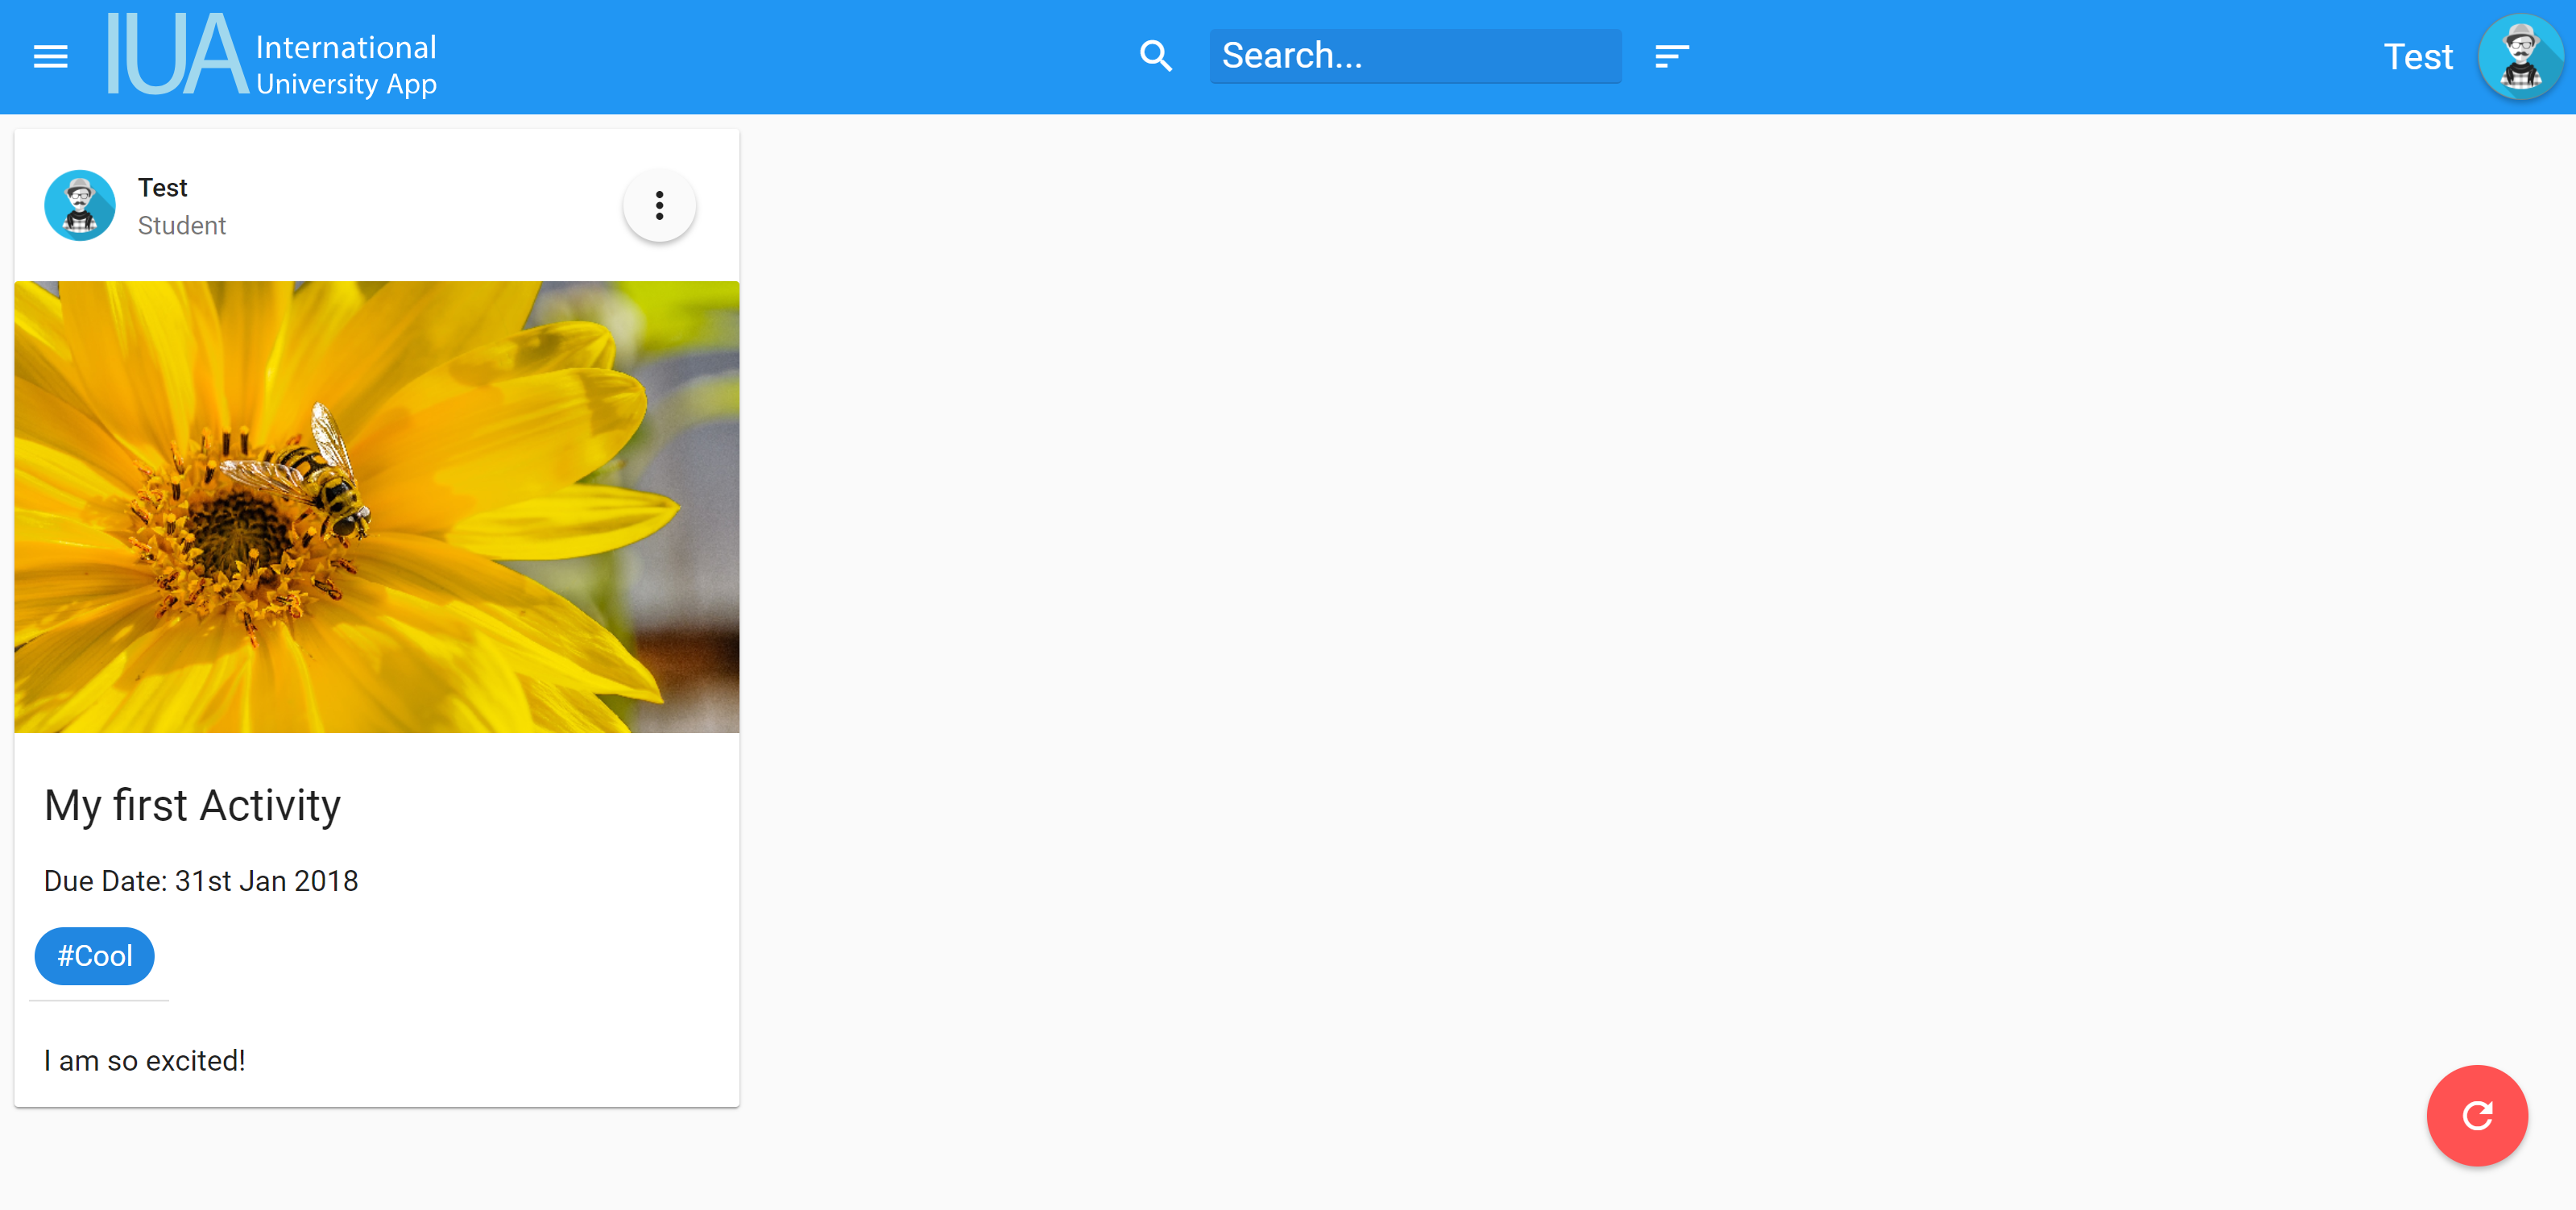 IUA International
University App
Search...
Test
Test
Student
My first Activity
Due Date: 31st Jan 2018
#Cool
I am so excited!